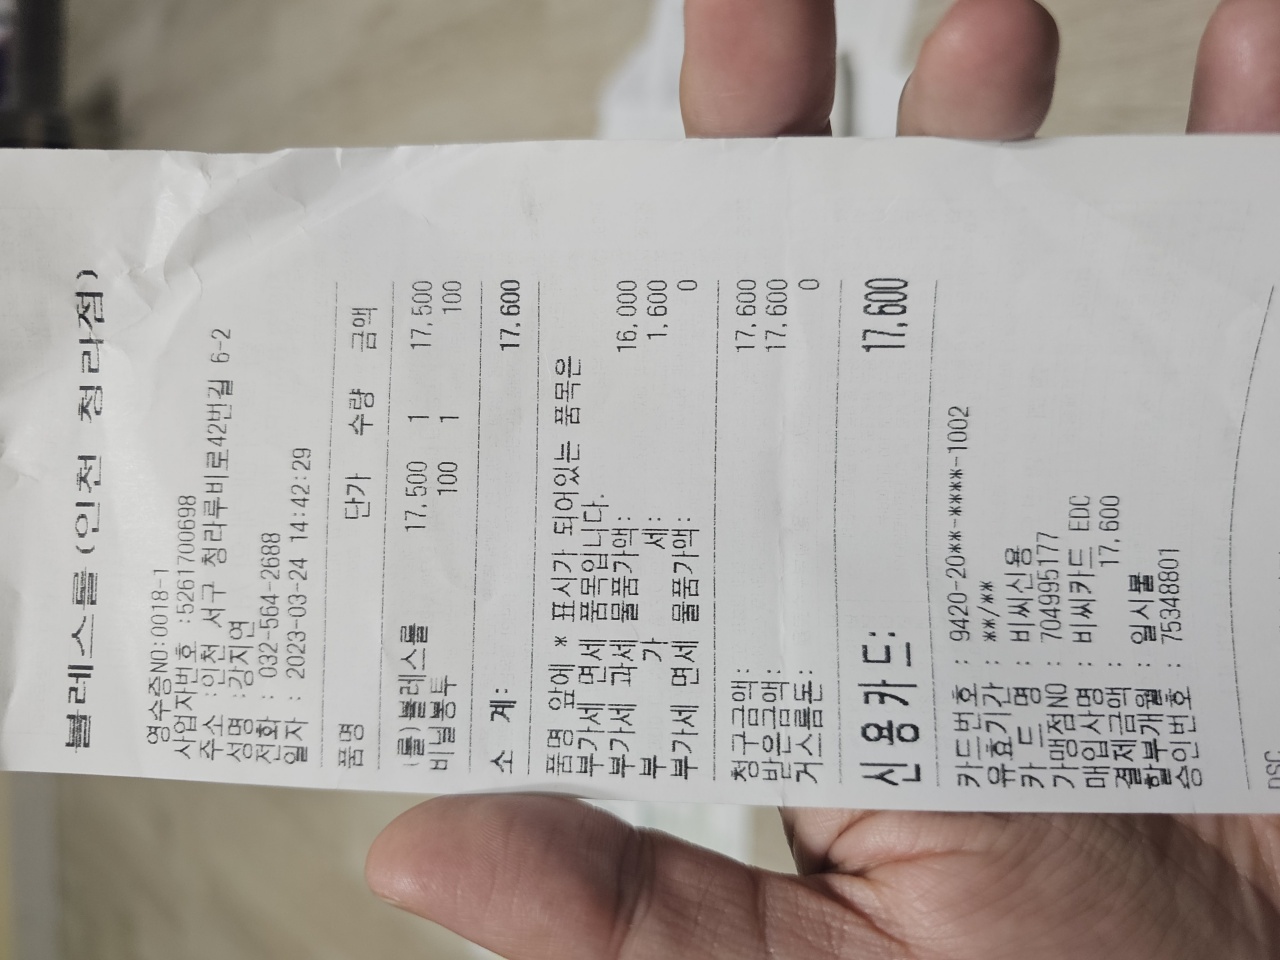 블레스롤(인천 청라점)
영수증NO:0018-1
사업자번호 :5261700698
주소 :인천 서구 청라루비로42번길 6-2
성명 :강지연
전화 : 032-564-2688
일자 : 2023-03-24 14:42:29
품명 단가 수량 금액
(롤)블레스롤 17,500 1 17,500
비닐봉투 100 1 100
소 계: 17,600
품명 앞에 * 표시가 되어있는 품목은
부가세 면세 품목입니다.
부가세 과세 물품가액: 16,000
부 가 세: 1,600
부가세 면세 물품가액: 0
청구금액: 17,600
받은금액: 17,600
거스름돈: 0
신용카드: 17,600
카드번호 : 9420-20**-****-1002
유효기간 : **/**
카 드 명 : 비씨신용
가맹점NO : 704995177
매입사명 : 비씨카드 EDC
결제금액 : 17,600
할부개월 : 일시불
승인번호 : 75348801